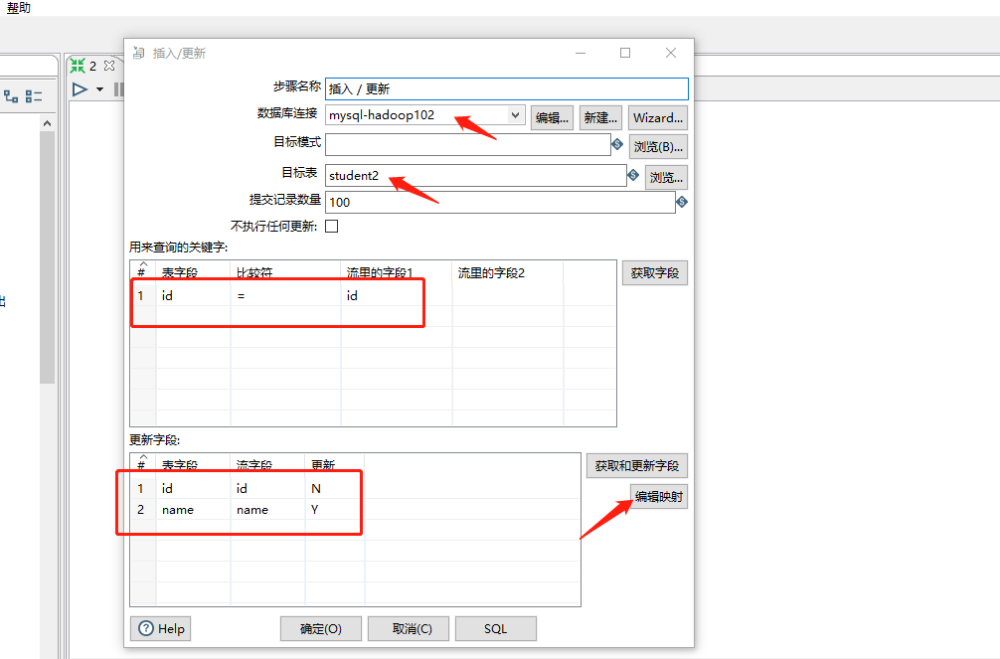 帮助
2
插入/更新
步骤名称 插入 / 更新
数据库连接 mysql-hadoop102 编辑... 新建... Wizard...
目标模式 浏览(B)...
目标表 student2 浏览...
提交记录数量 100
不执行任何更新:
用来查询的关键字:
# 表字段 比较符 流里的字段1 流里的字段2 获取字段
1 id = id
更新字段:
# 表字段 流字段 更新 获取和更新字段
1 id id N 编辑映射
2 name name Y
Help 确定(O) 取消(C) SQL